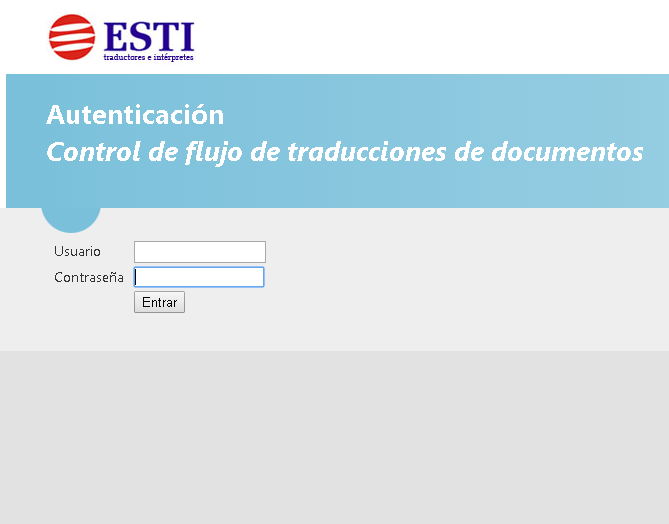 ESTI
traductores e intérpretes
Autenticación
Control de flujo de traducciones de documentos
Usuario
Contraseña
Entrar